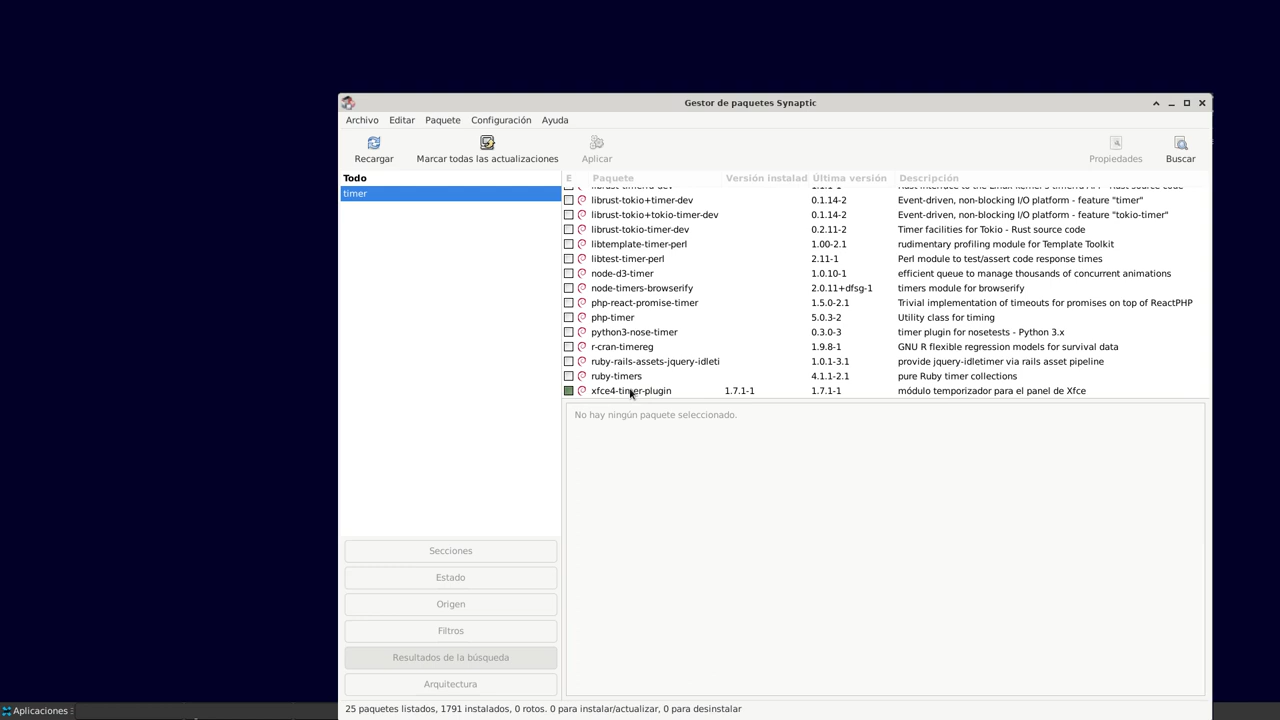 Gestor de paquetes Synaptic
Archivo Editar Paquete Configuración Ayuda
Recargar Marcar todas las actualizaciones Aplicar Propiedades Buscar
Todo
timer
E Paquete Versión instalad Última versión Descripción
librust-tokio+timer-dev 0.1.14-2 Event-driven, non-blocking I/O platform - feature "timer"
librust-tokio+tokio-timer-dev 0.1.14-2 Event-driven, non-blocking I/O platform - feature "tokio-timer"
librust-tokio-timer-dev 0.2.11-2 Timer facilities for Tokio - Rust source code
libtemplate-timer-perl 1.00-2.1 rudimentary profiling module for Template Toolkit
libtest-timer-perl 2.11-1 Perl module to test/assert code response times
node-d3-timer 1.0.10-1 efficient queue to manage thousands of concurrent animations
node-timers-browserify 2.0.11+dfsg-1 timers module for browserify
php-react-promise-timer 1.5.0-2.1 Trivial implementation of timeouts for promises on top of ReactPHP
php-timer 5.0.3-2 Utility class for timing
python3-nose-timer 0.3.0-3 timer plugin for nosetests - Python 3.x
r-cran-timereg 1.9.8-1 GNU R flexible regression models for survival data
ruby-rails-assets-jquery-idleti 1.0.1-3.1 provide jquery-idletimer via rails asset pipeline
ruby-timers 4.1.1-2.1 pure Ruby timer collections
xfce4-timer-plugin 1.7.1-1 1.7.1-1 módulo temporizador para el panel de Xfce
No hay ningún paquete seleccionado.
Secciones
Estado
Origen
Filtros
Resultados de la búsqueda
Arquitectura
25 paquetes listados, 1791 instalados, 0 rotos. 0 para instalar/actualizar, 0 para desinstalar
Aplicaciones